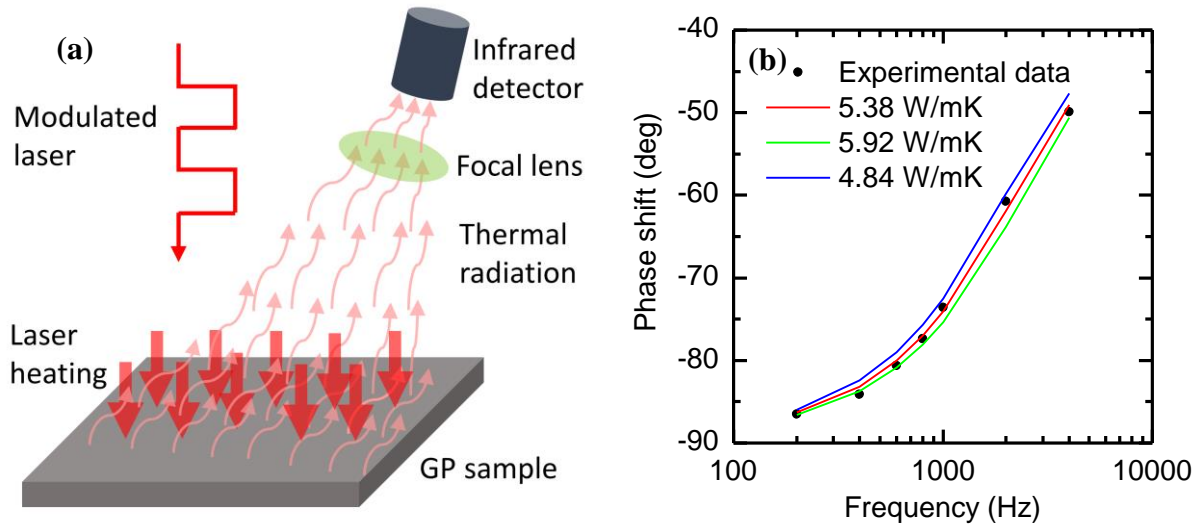 (a)
Modulated
laser
Infrared
detector
Focal lens
Thermal
radiation
Laser
heating
GP sample
(b)
Experimental data
5.38 W/mK
5.92 W/mK
4.84 W/mK
-40
-50
-60
-70
-80
-90
Phase shift (deg)
100
1000
10000
Frequency (Hz)